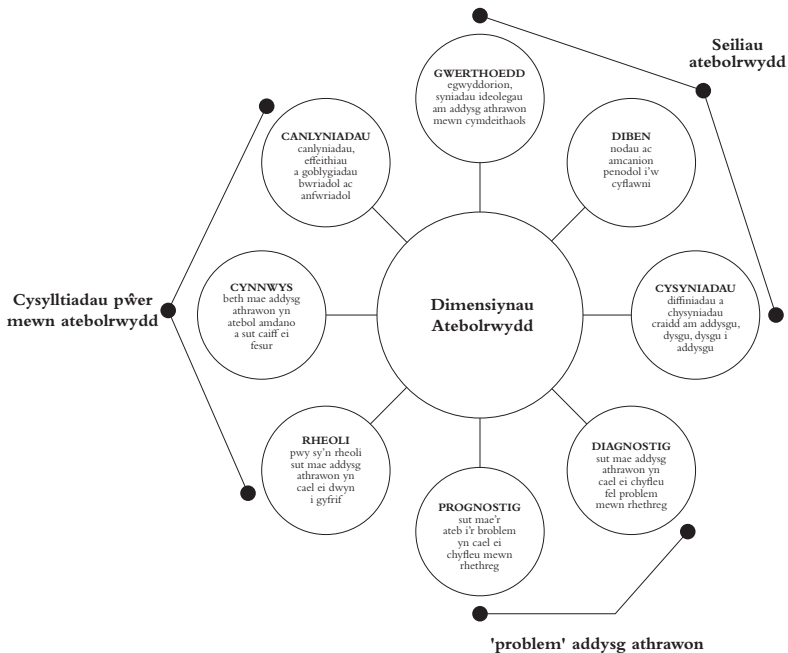 Seiliau
atebolrwydd
GWERTHOEDD
egwyddorion,
syniadau ideolegau
am addysg athrawon
mewn cymdeithaols
DIBEN
nodau ac
amcanion
penodol i'w
cyflawni
CYSYNIADAU
diffiniadau a
chysyniadau
craidd am addysgu,
dysgu, dysgu i
addysgu
DIAGNOSTIG
sut mae addysg
athrawon yn
cael ei chyfleu
fel problem
mewn rhethreg
PROGNOSTIG
sut mae'r
ateb i'r broblem
yn cael ei
chyfleu mewn
rhethreg
'problem' addysg athrawon
RHEOLI
pwy sy'n rheoli
sut mae addysg
athrawon yn
cael ei dwyn
i gyfrif
CYNNWYS
beth mae addysg
athrawon yn
atebol amdano
a sut caiff ei
fesur
CANLYNIADAU
canlyniadau,
effeithiau
a goblygiadau
bwriadol ac
anfwriadol
Cysylltiadau pŵer
mewn atebolrwydd
Dimensiynau
Atebolrwydd